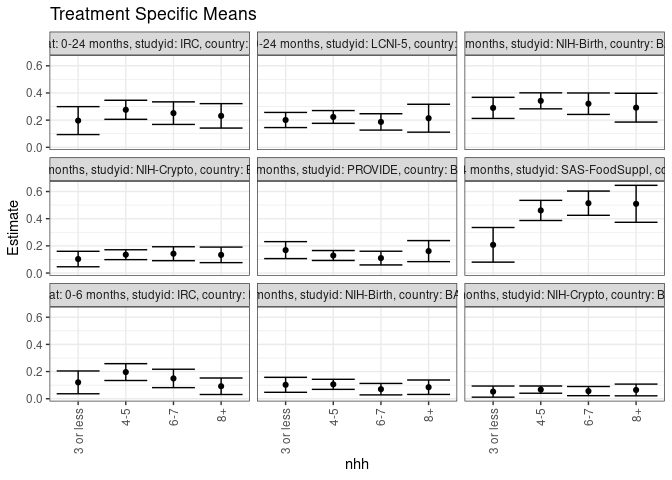 Treatment Specific Means
at: 0-24 months, studyid: IRC, country:
-24 months, studyid: LCNI-5, country:
months, studyid: NIH-Birth, country: B
0.6
0.4
0.2
0.0
months, studyid: NIH-Crypto, country:
months, studyid: PROVIDE, country: B
months, studyid: SAS-FoodSuppl, co
0.6
0.4
0.2
0.0
at: 0-6 months, studyid: IRC, country:
months, studyid: NIH-Birth, country: BA
months, studyid: NIH-Crypto, country: B
0.6
0.4
0.2
0.0
Estimate
3 or less
4-5
6-7
8+
3 or less
4-5
6-7
8+
3 or less
4-5
6-7
8+
nhh